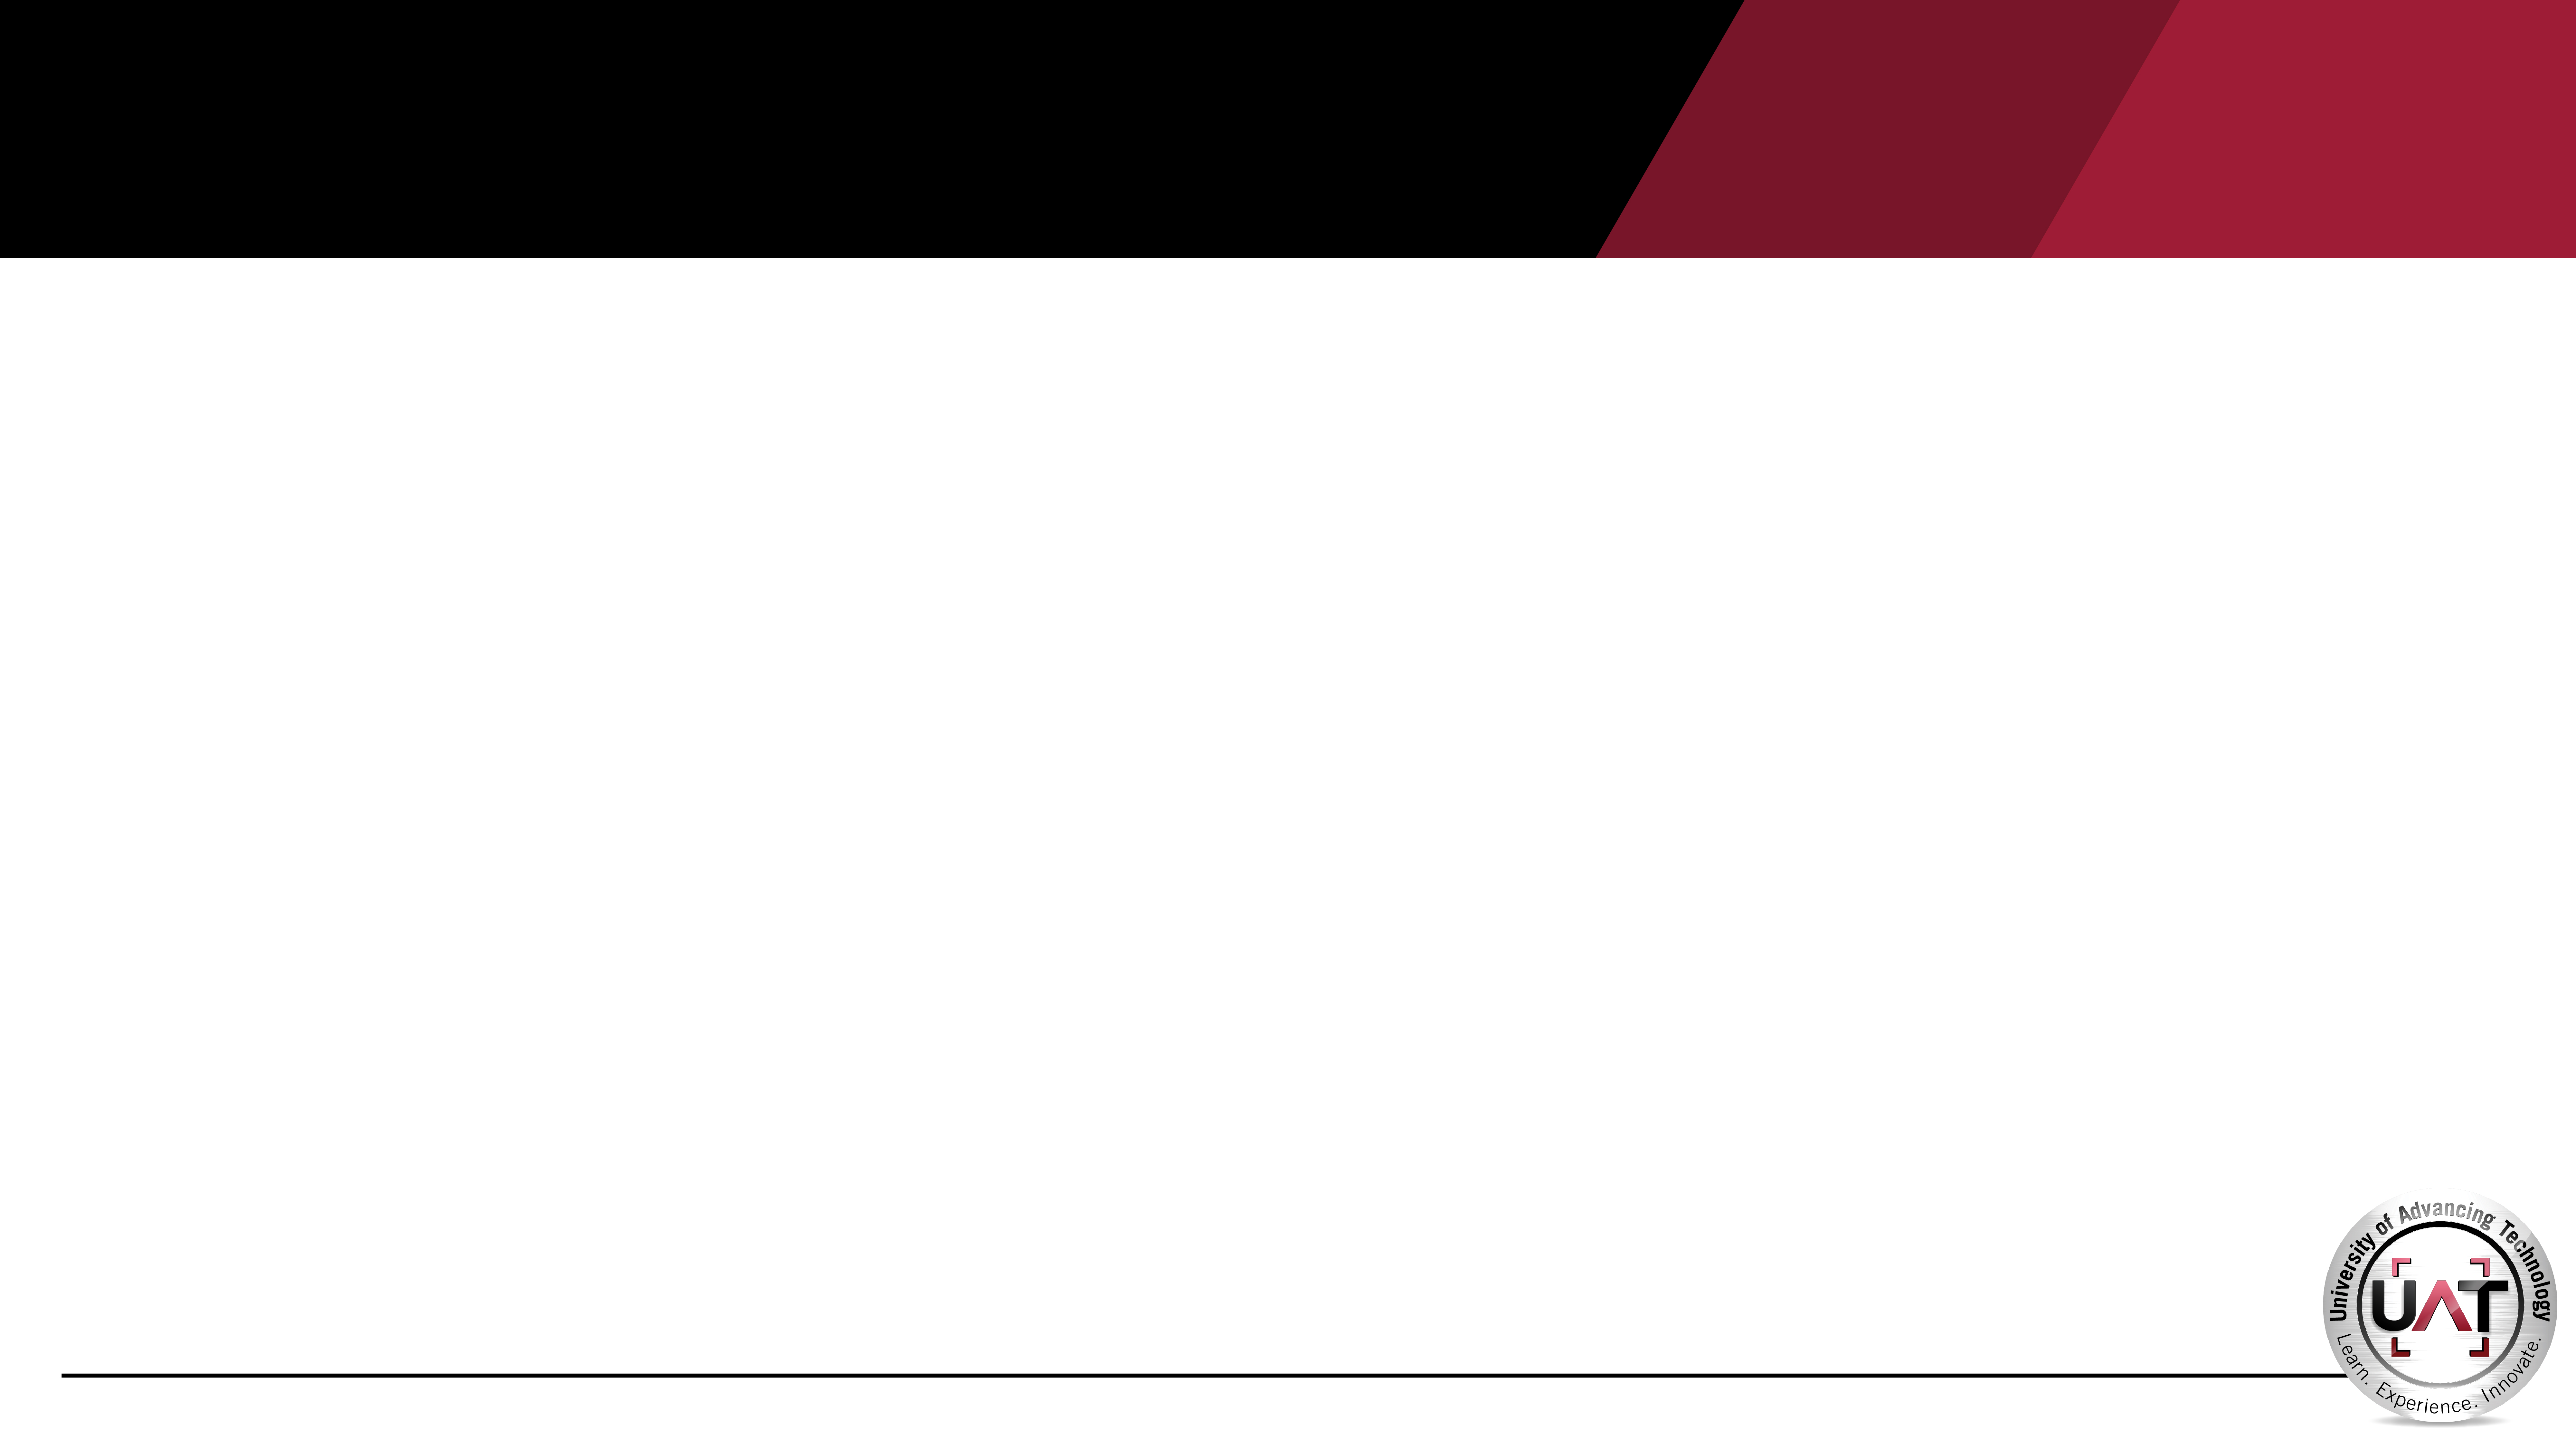 University of Advancing Technology
UAT
Learn. Experience. Innovate.